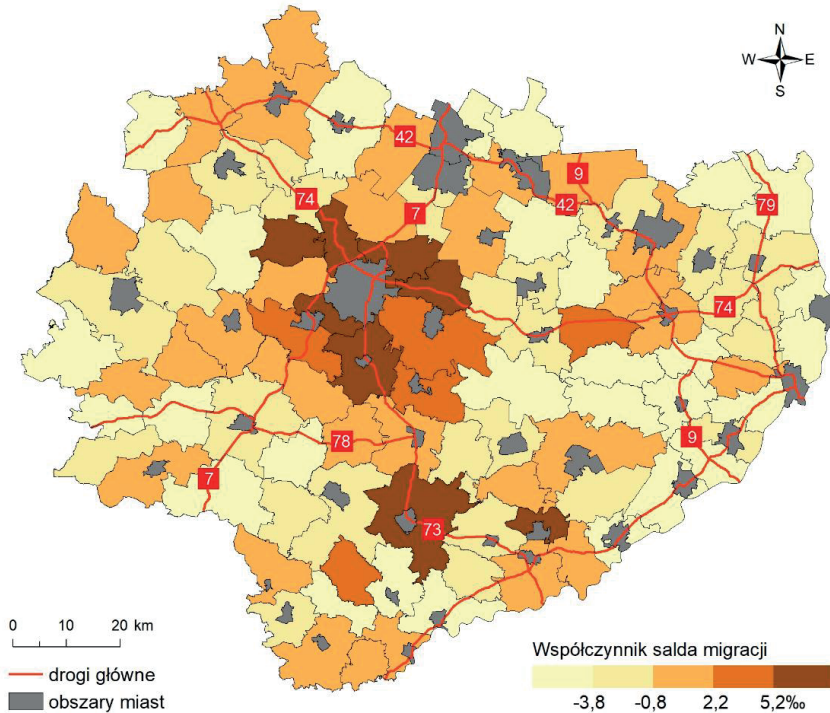 N
W E
S
42
9
74
7
42
79
74
78
9
7
73
0 10 20 km
drogi główne
obszary miast
Współczynnik salda migracji
-3,8 -0,8 2,2 5,2‰